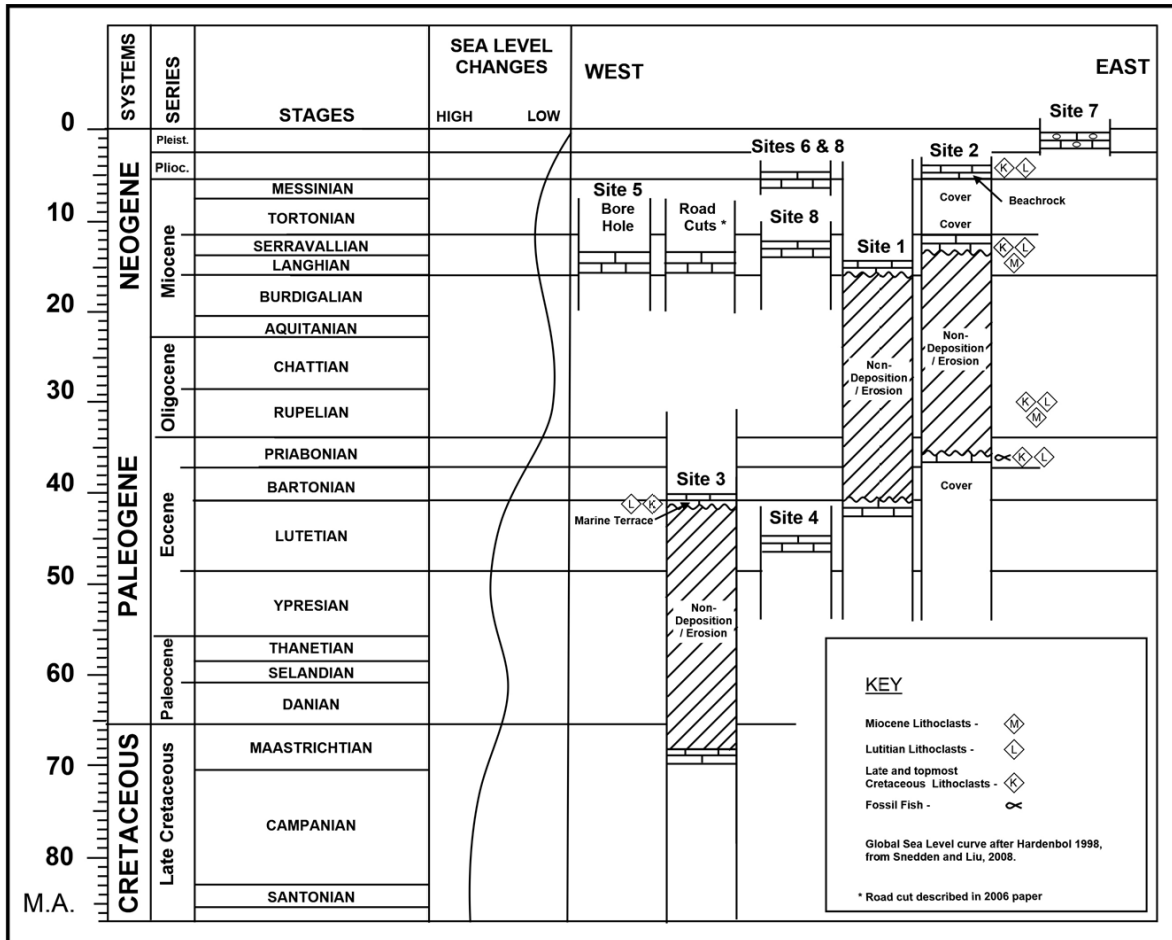 SYSTEMS
SERIES
STAGES
SEA LEVEL
CHANGES
HIGH
LOW
WEST
EAST
0
10
20
30
40
50
60
70
80
M.A.
NEOGENE
PALEOGENE
CRETACEOUS
Pleist.
Plioc.
Miocene
Oligocene
Eocene
Paleocene
Late Cretaceous
MESSINIAN
TORTONIAN
SERRAVALLIAN
LANGHIAN
BURDIGALIAN
AQUITANIAN
CHATTIAN
RUPELIAN
PRIABONIAN
BARTONIAN
LUTETIAN
YPRESIAN
THANETIAN
SELANDIAN
DANIAN
MAASTRICHTIAN
CAMPANIAN
SANTONIAN
Site 5
Bore
Hole
Road
Cuts *
Site 3
L K
Marine Terrace
Non-
Deposition
/ Erosion
Sites 6 & 8
Site 8
Site 4
Site 1
Non-
Deposition
/ Erosion
Site 2
K L
Beachrock
Cover
Cover
K L
M
Non-
Deposition
/ Erosion
K L
M
K L
Cover
Site 7
KEY
Miocene Lithoclasts - M
Lutitian Lithoclasts - L
Late and topmost
Cretaceous Lithoclasts - K
Fossil Fish -
Global Sea Level curve after Hardenbol 1998,
from Snedden and Liu, 2008.
* Road cut described in 2006 paper